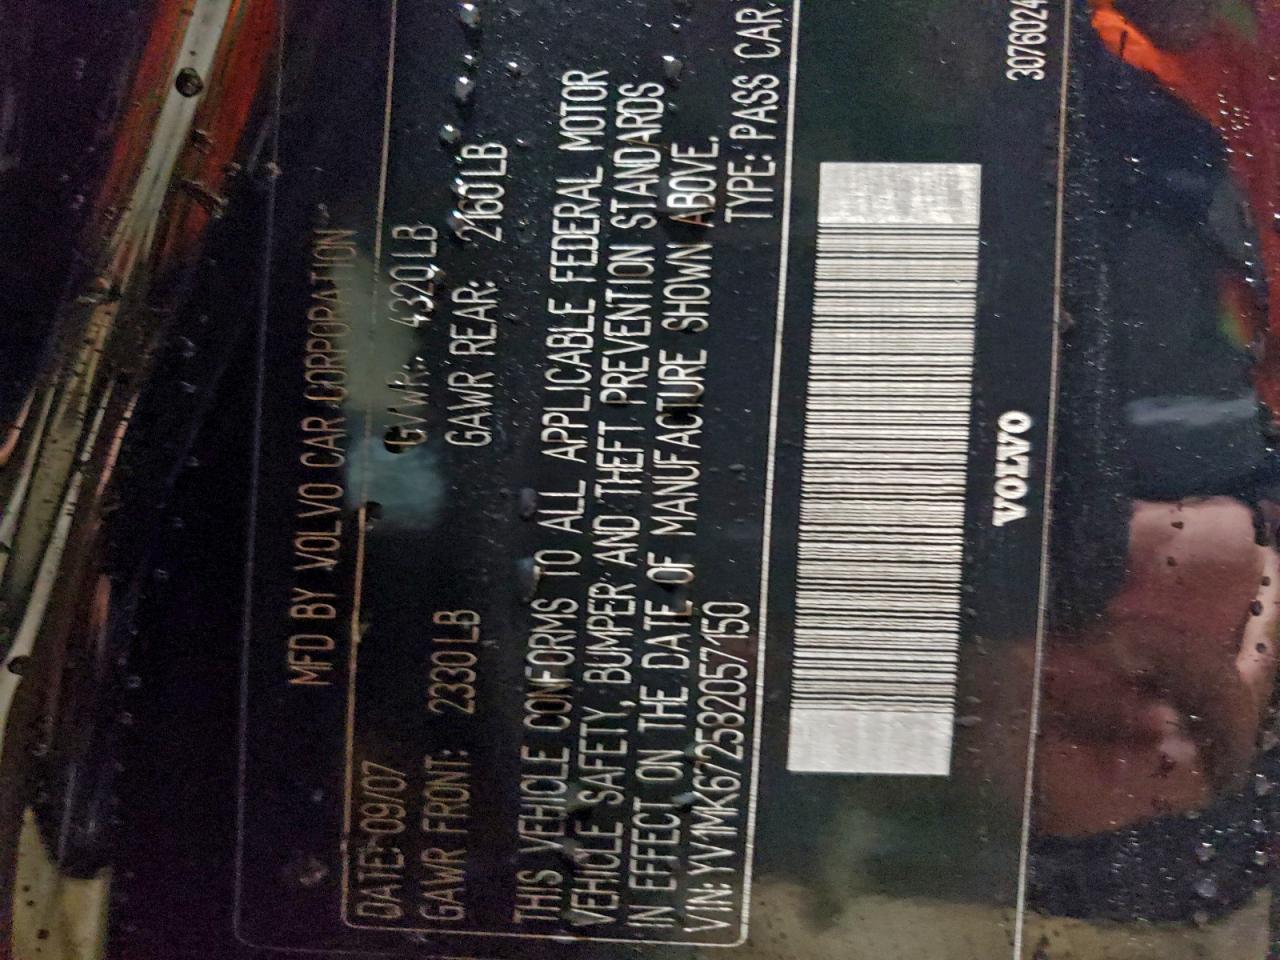 MFD BY VOLVO CAR CORPORATION
DATE: 09/07 GVWR: 4320LB
GAWR FRONT: 2330LB GAWR REAR: 2160LB
THIS VEHICLE CONFORMS TO ALL APPLICABLE FEDERAL MOTOR
VEHICLE SAFETY, BUMPER AND THEFT PREVENTION STANDARDS
IN EFFECT ON THE DATE OF MANUFACTURE SHOWN ABOVE.
VIN: YV1MK672582057150 TYPE: PASS CAR
VOLVO
3076024